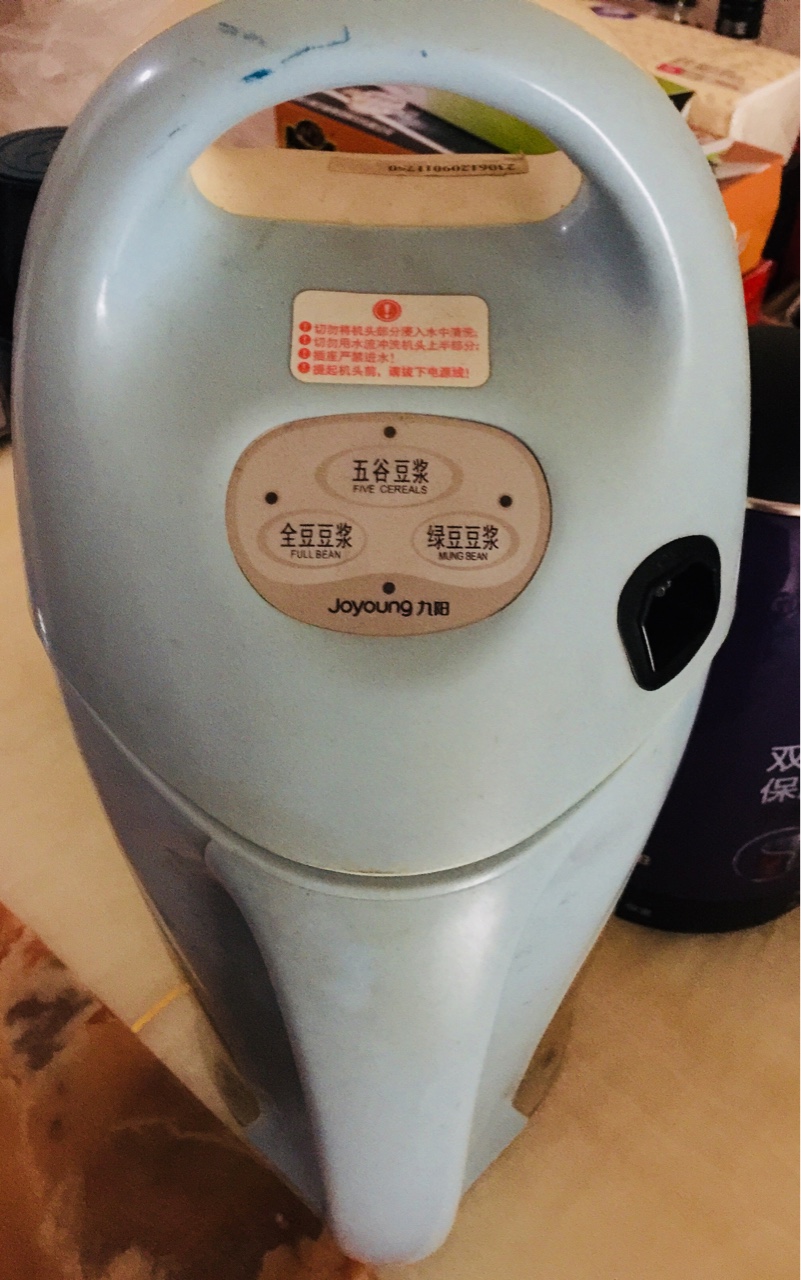 切勿将机头部分浸入水中清洗;
切勿用水流冲洗机头上半部分;
插座严禁进水!
提起机头前,请拔下电源线!
五谷豆浆
FIVE CEREALS
全豆豆浆
FULL BEAN
绿豆豆浆
MUNG BEAN
Joyoung 九阳
双
保